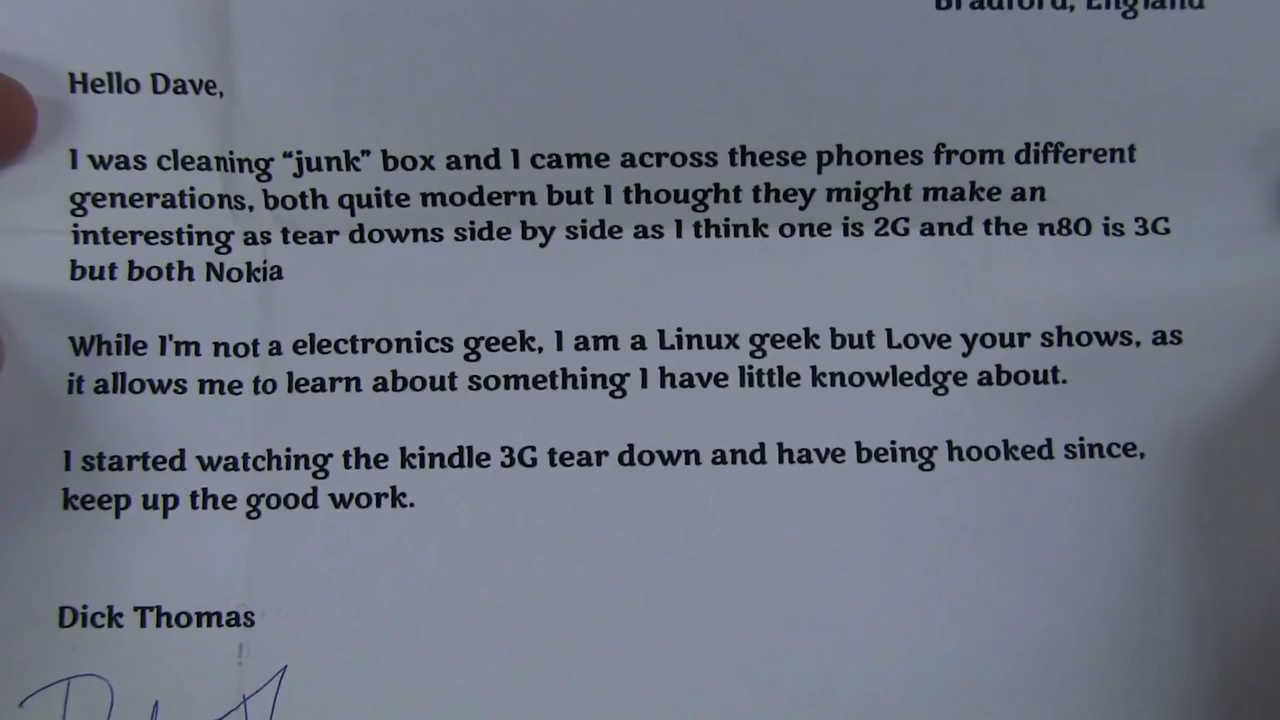 Bradford, England
Hello Dave,
I was cleaning “junk” box and I came across these phones from different
generations, both quite modern but I thought they might make an
interesting as tear downs side by side as I think one is 2G and the n80 is 3G
but both Nokia
While I'm not a electronics geek, I am a Linux geek but Love your shows, as
it allows me to learn about something I have little knowledge about.
I started watching the kindle 3G tear down and have being hooked since,
keep up the good work.
Dick Thomas